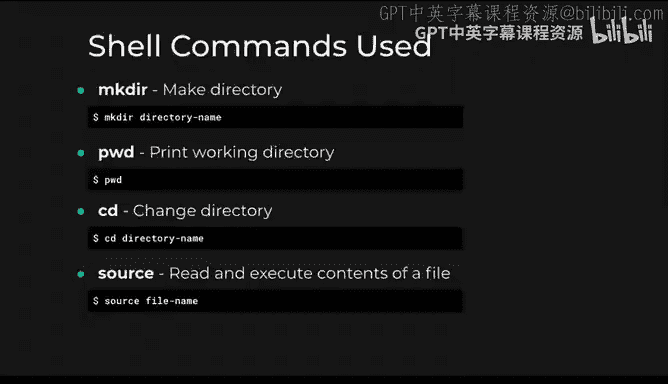 GPT中英字幕课程资源@bilibili.com
GPT中英字幕课程资源 bilibili
Shell Commands Used
mkdir - Make directory
$ mkdir directory-name
pwd - Print working directory
$ pwd
cd - Change directory
$ cd directory-name
source - Read and execute contents of a file
$ source file-name